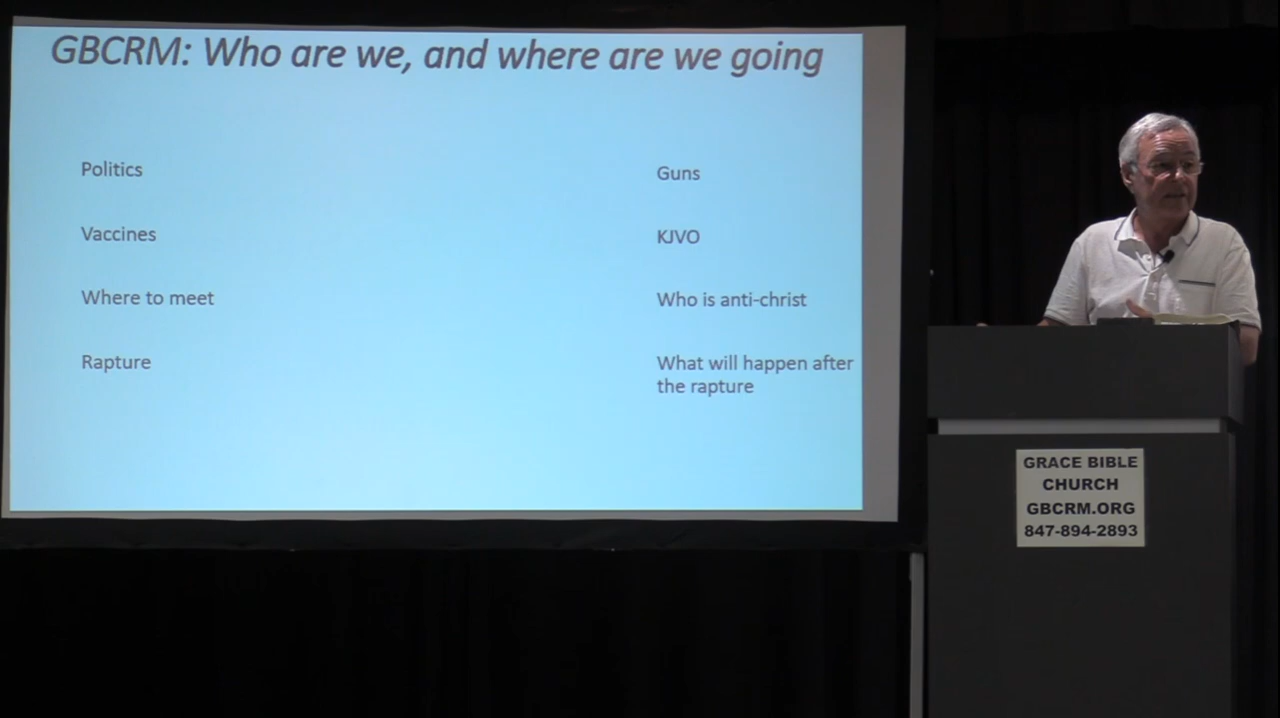 GBCRM: Who are we, and where are we going
Politics
Vaccines
Where to meet
Rapture
Guns
KJVO
Who is anti-christ
What will happen after
the rapture
GRACE BIBLE
CHURCH
GBCRM.ORG
847-894-2893